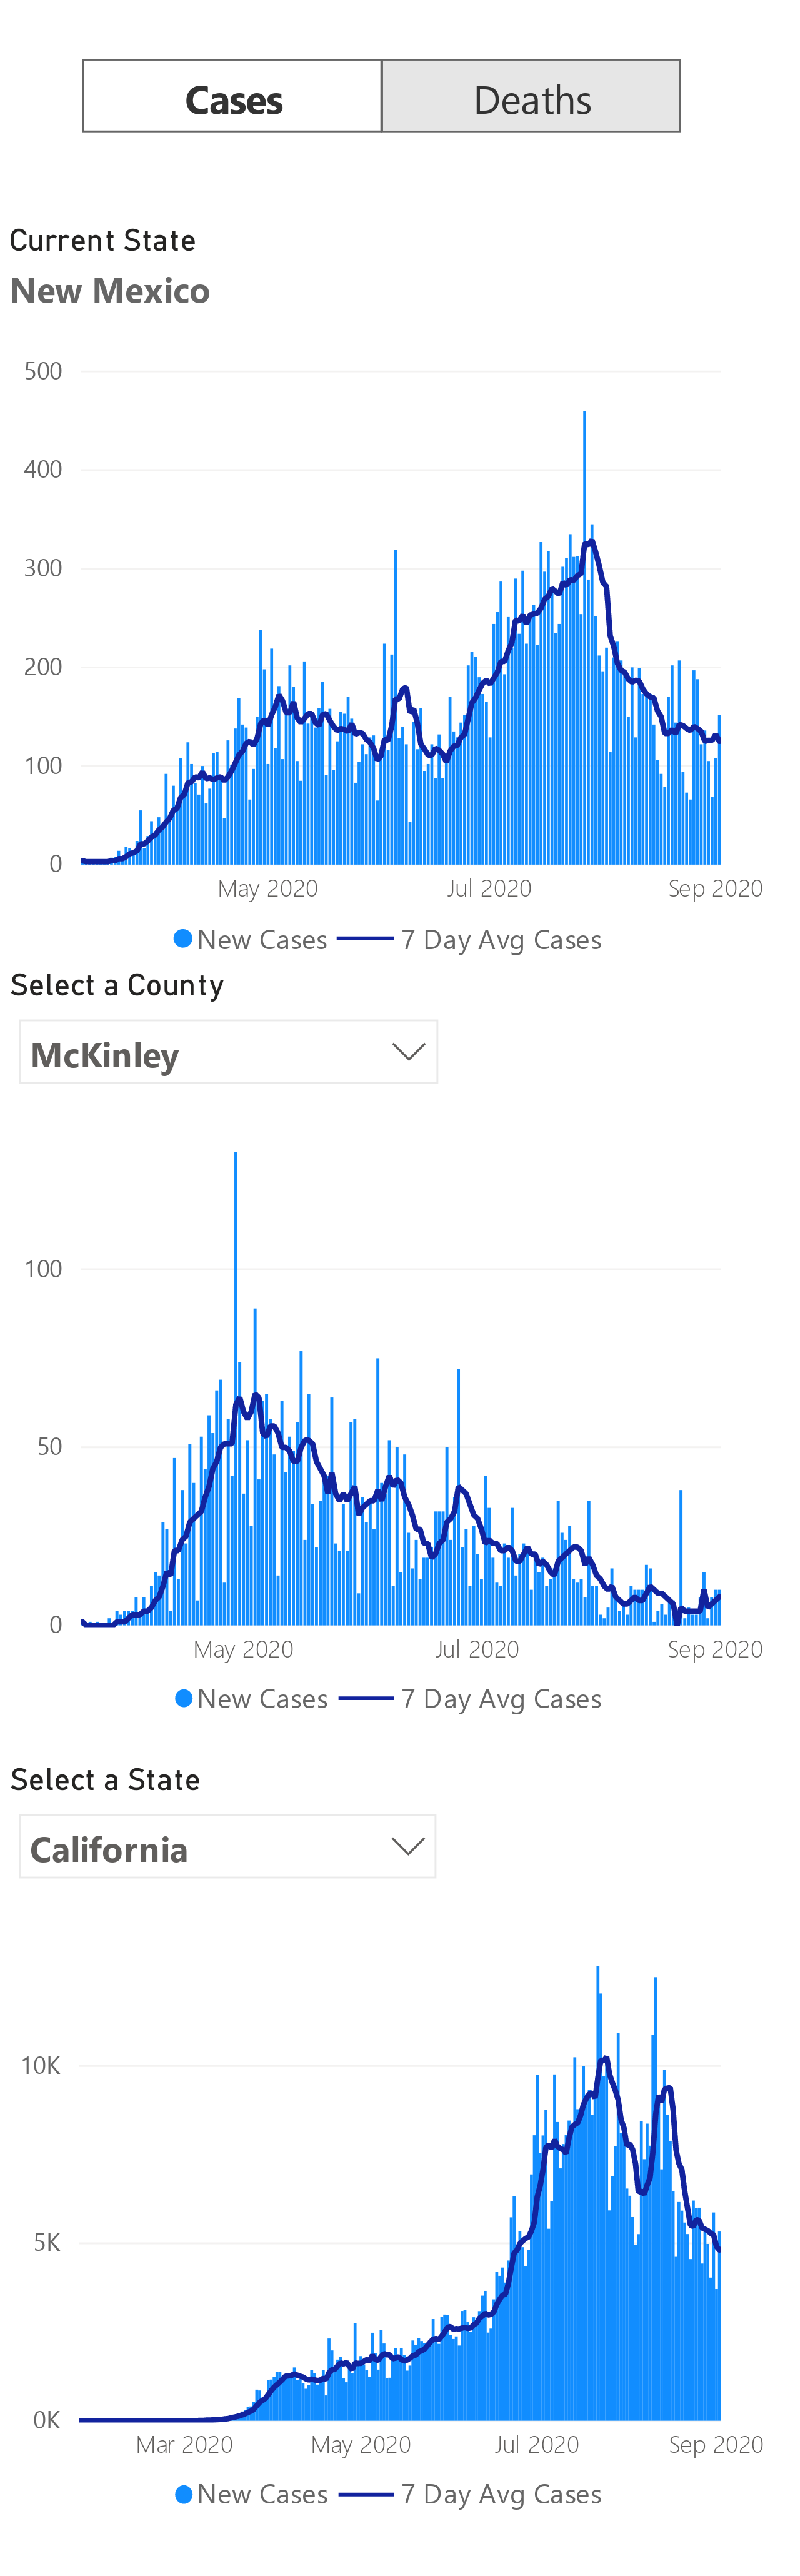 Cases Deaths
Current State
New Mexico
500
400
300
200
100
0
May 2020 Jul 2020 Sep 2020
New Cases 7 Day Avg Cases
Select a County
McKinley
100
50
0
May 2020 Jul 2020 Sep 2020
New Cases 7 Day Avg Cases
Select a State
California
10K
5K
0K
Mar 2020 May 2020 Jul 2020 Sep 2020
New Cases 7 Day Avg Cases